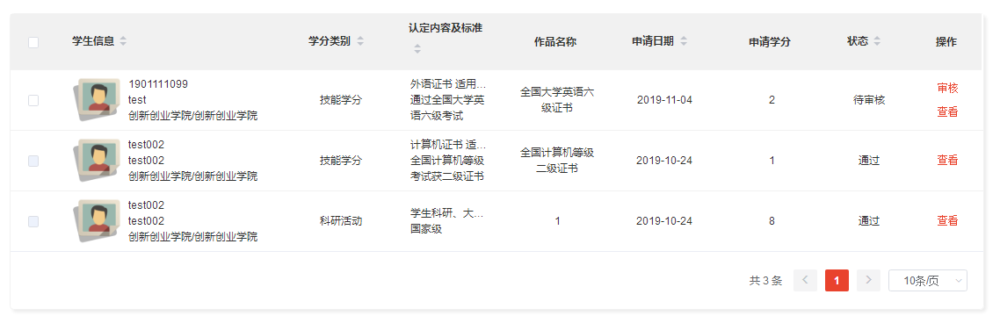 学生信息
学分类别
认定内容及标准
作品名称
申请日期
申请学分
状态
操作
1901111099
test
创新创业学院/创新创业学院
技能学分
外语证书 适用...
通过全国大学英
语六级考试
全国大学英语六
级证书
2019-11-04
2
待审核
审核
查看
test002
test002
创新创业学院/创新创业学院
技能学分
计算机证书 适...
全国计算机等级
考试获二级证书
全国计算机等级
二级证书
2019-10-24
1
通过
查看
test002
test002
创新创业学院/创新创业学院
科研活动
学生科研、大...
国家级
1
2019-10-24
8
通过
查看
共 3 条
1
10条/页